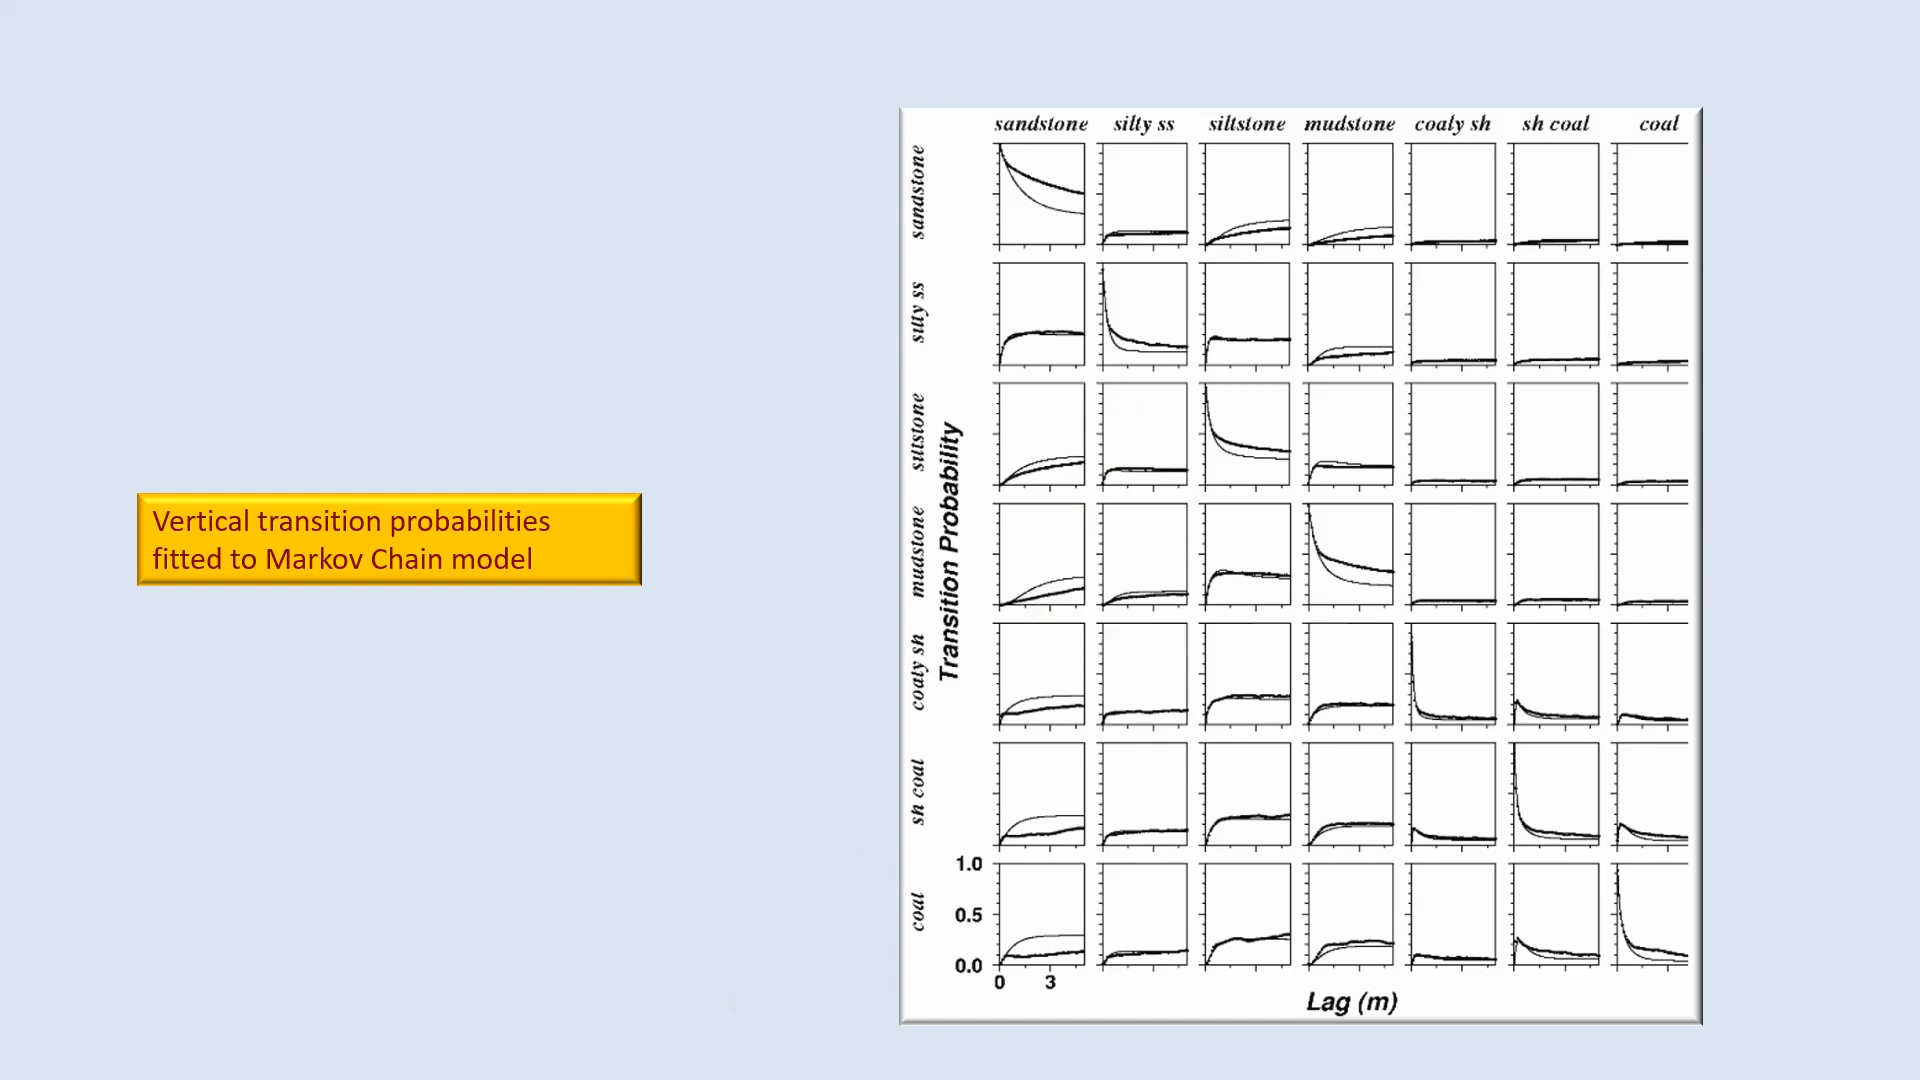 Vertical transition probabilities
fitted to Markov Chain model
sandstone silty ss siltstone mudstone coaly sh sh coal coal
sandstone
silty ss
siltstone
mudstone
coaly sh
sh coal
coal
Transition Probability
1.0
0.5
0.0
0 3
Lag (m)